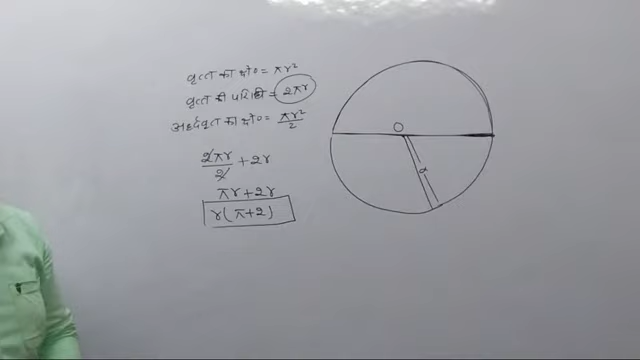 वृत्त का क्षे० = πr²
वृत्त की परिधि = 2πr
अर्द्धवृत्त का क्षे० = πr²/2
2πr/2 + 2r
πr + 2r
r(π+2)
O
r